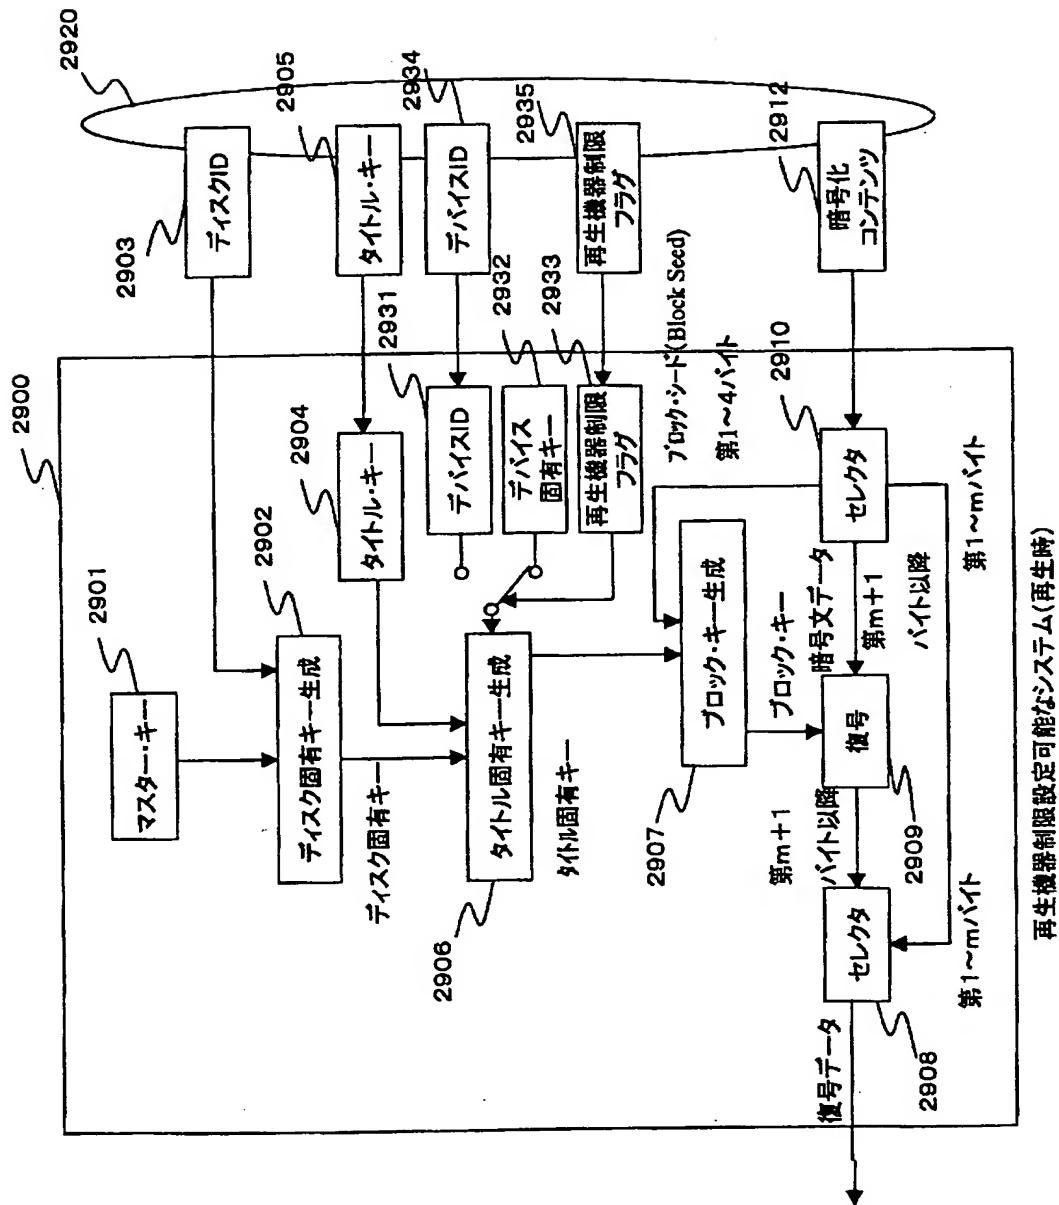 2900
2920
2901
マスター・キー
2902
ディスク固有キー生成
ディスク固有キー
2903
ディスクID
2904
タイトル・キー
2905
タイトル・キー
2906
タイトル固有キー生成
タイトル固有キー
2931
デバイスID
2934
デバイスID
2932
デバイス
固有キー
2933
再生機器制限
フラグ
2935
再生機器制限
フラグ
ブロック・シード(Block Seed)
第1~4バイト
2907
ブロック・キー生成
ブロック・キー
2912
暗号化
コンテンツ
2910
セレクタ
暗号文データ
第m+1
バイト以降
第1~mバイト
2909
復号
第m+1
バイト以降
2908
セレクタ
第1~mバイト
復号データ
再生機器制限設定可能なシステム(再生時)